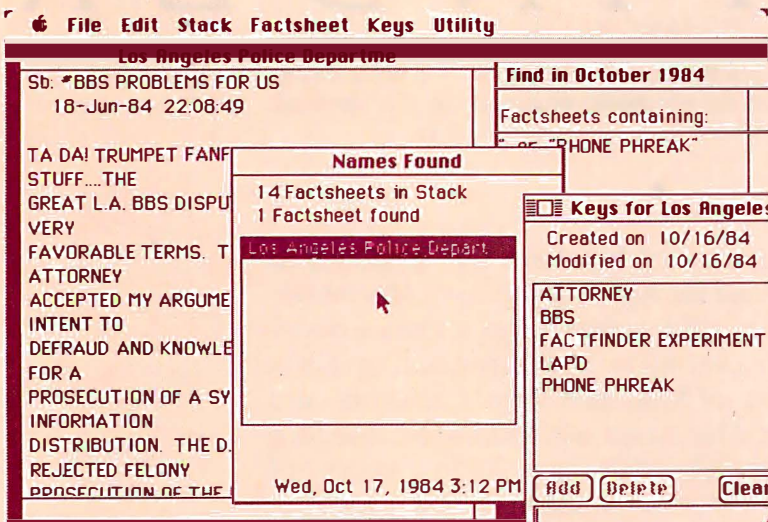 File Edit Stack Factsheet Keys Utility
Los Angeles Police Departme
Sb: #BBS PROBLEMS FOR US
18-Jun-84 22:08:49
TA DA! TRUMPET FANF
STUFF....THE
GREAT L.A. BBS DISPU
VERY
FAVORABLE TERMS. T
ATTORNEY
ACCEPTED MY ARGUME
INTENT TO
DEFRAUD AND KNOWLE
FOR A
PROSECUTION OF A SY
INFORMATION
DISTRIBUTION. THE D.
REJECTED FELONY
PROSECUTION OF THE
Names Found
14 Factsheets in Stack
1 Factsheet found
Los Angeles Police Depart
Wed, Oct 17, 1984 3:12 PM
Find in October 1984
Factsheets containing:
" or "PHONE PHREAK"
Keys for Los Angeles
Created on 10/16/84
Modified on 10/16/84
ATTORNEY
BBS
FACTFINDER EXPERIMENT
LAPD
PHONE PHREAK
Add Delete Clear